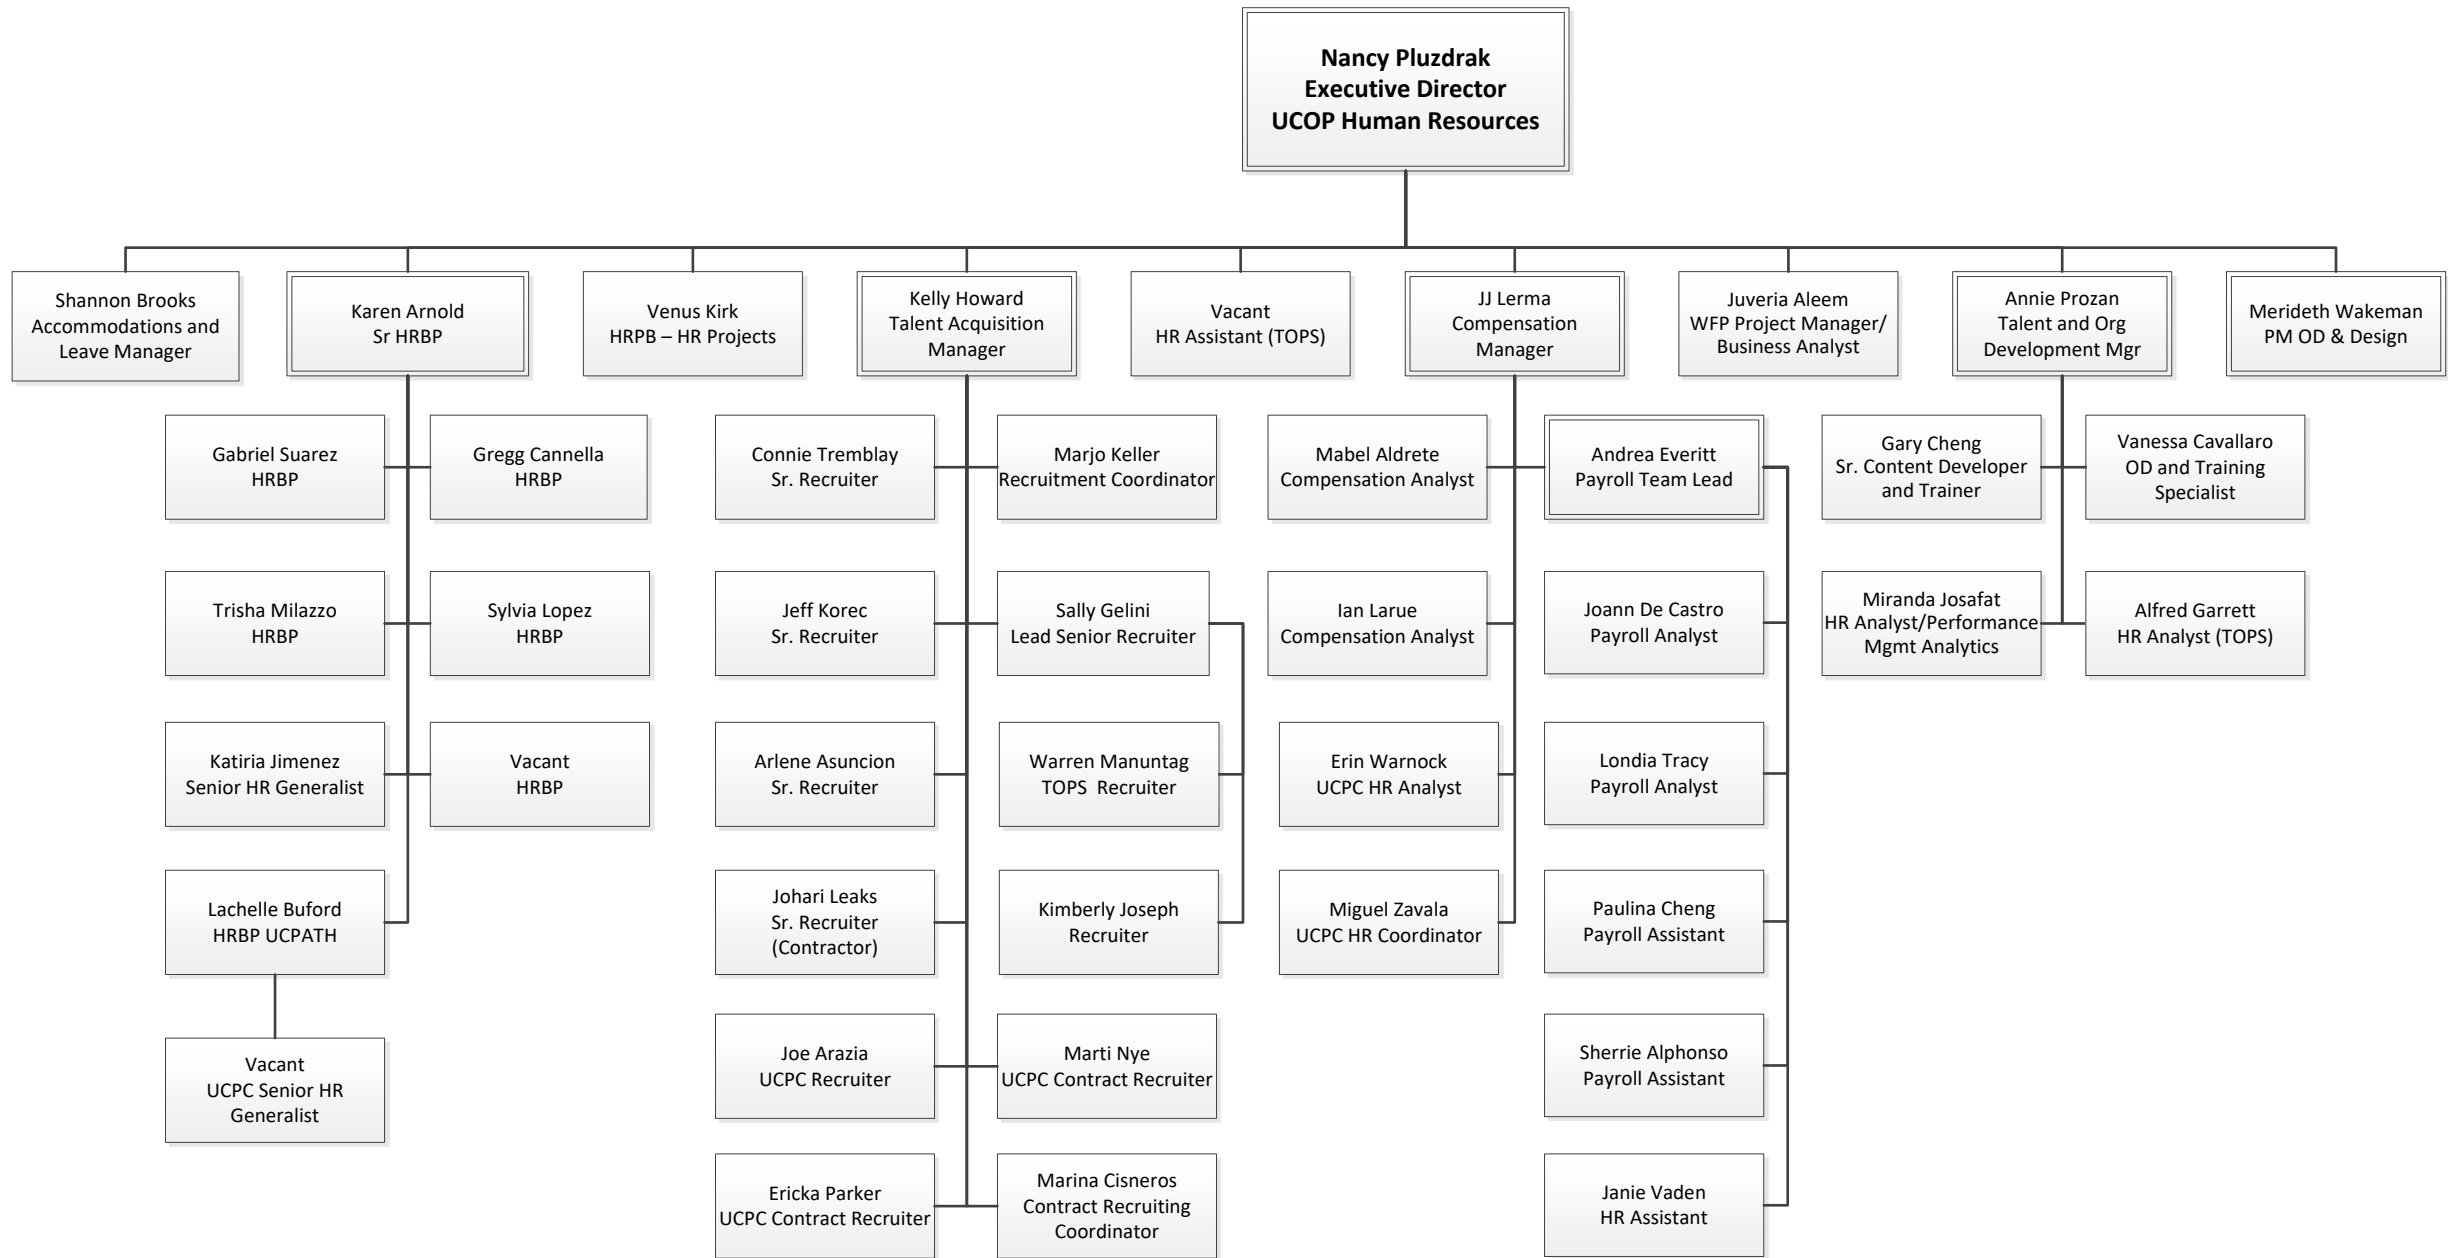 Nancy Pluzdrak
Executive Director
UCOP Human Resources
Shannon Brooks
Accommodations and
Leave Manager
Karen Arnold
Sr HRBP
Venus Kirk
HRPB – HR Projects
Kelly Howard
Talent Acquisition
Manager
Vacant
HR Assistant (TOPS)
JJ Lerma
Compensation
Manager
Juveria Aleem
WFP Project Manager/
Business Analyst
Annie Prozan
Talent and Org
Development Mgr
Merideth Wakeman
PM OD & Design
Gabriel Suarez
HRBP
Gregg Cannella
HRBP
Connie Tremblay
Sr. Recruiter
Marjo Keller
Recruitment Coordinator
Mabel Aldrete
Compensation Analyst
Andrea Everitt
Payroll Team Lead
Gary Cheng
Sr. Content Developer
and Trainer
Vanessa Cavallaro
OD and Training
Specialist
Trisha Milazzo
HRBP
Sylvia Lopez
HRBP
Jeff Korec
Sr. Recruiter
Sally Gelini
Lead Senior Recruiter
Ian Larue
Compensation Analyst
Joann De Castro
Payroll Analyst
Miranda Josafat
HR Analyst/Performance
Mgmt Analytics
Alfred Garrett
HR Analyst (TOPS)
Katiria Jimenez
Senior HR Generalist
Vacant
HRBP
Arlene Asuncion
Sr. Recruiter
Warren Manuntag
TOPS Recruiter
Erin Warnock
UCPC HR Analyst
Londia Tracy
Payroll Analyst
Lachelle Buford
HRBP UCPATH
Johari Leaks
Sr. Recruiter
(Contractor)
Kimberly Joseph
Recruiter
Miguel Zavala
UCPC HR Coordinator
Paulina Cheng
Payroll Assistant
Vacant
UCPC Senior HR
Generalist
Joe Arazia
UCPC Recruiter
Marti Nye
UCPC Contract Recruiter
Sherrie Alphonso
Payroll Assistant
Ericka Parker
UCPC Contract Recruiter
Marina Cisneros
Contract Recruiting
Coordinator
Janie Vaden
HR Assistant